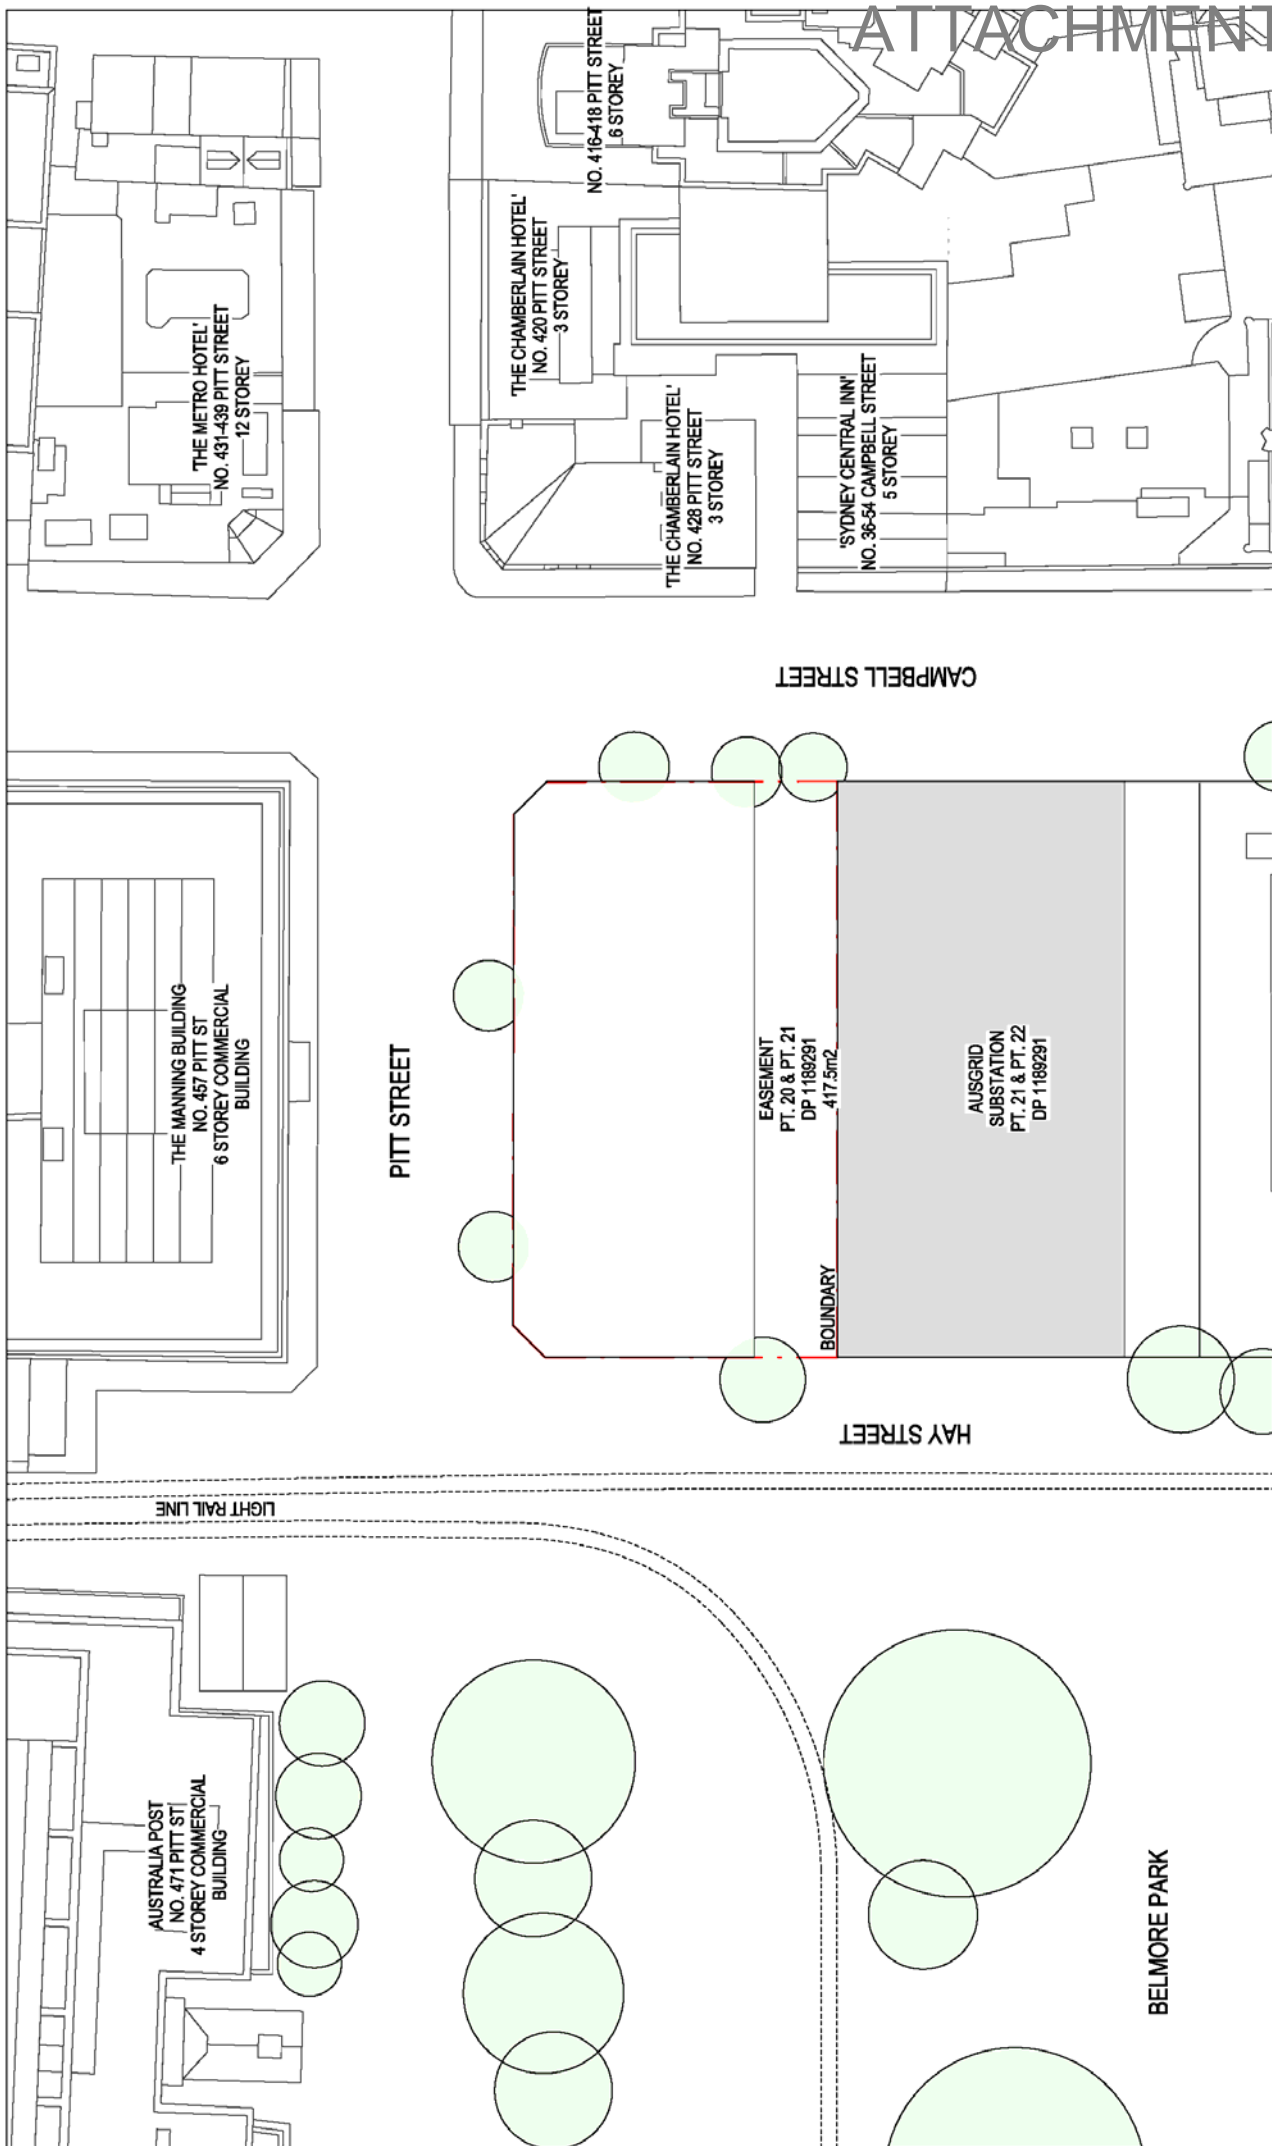 ATTACHMENT
NO. 416-418 PITT STREET
6 STOREY
'THE CHAMBERLAIN HOTEL'
NO. 420 PITT STREET
3 STOREY
'THE METRO HOTEL'
NO. 431-439 PITT STREET
12 STOREY
'THE CHAMBERLAIN HOTEL'
NO. 428 PITT STREET
3 STOREY
'SYDNEY CENTRAL INN'
NO. 36-54 CAMPBELL STREET
5 STOREY
CAMPBELL STREET
THE MANNING BUILDING
NO. 457 PITT ST
6 STOREY COMMERCIAL
BUILDING
PITT STREET
EASEMENT
PT. 20 & PT. 21
DP 1189291
417.5m2
AUSGRID
SUBSTATION
PT. 21 & PT. 22
DP 1189291
BOUNDARY
HAY STREET
LIGHT RAIL LINE
AUSTRALIA POST
NO. 471 PITT ST
4 STOREY COMMERCIAL
BUILDING
BELMORE PARK